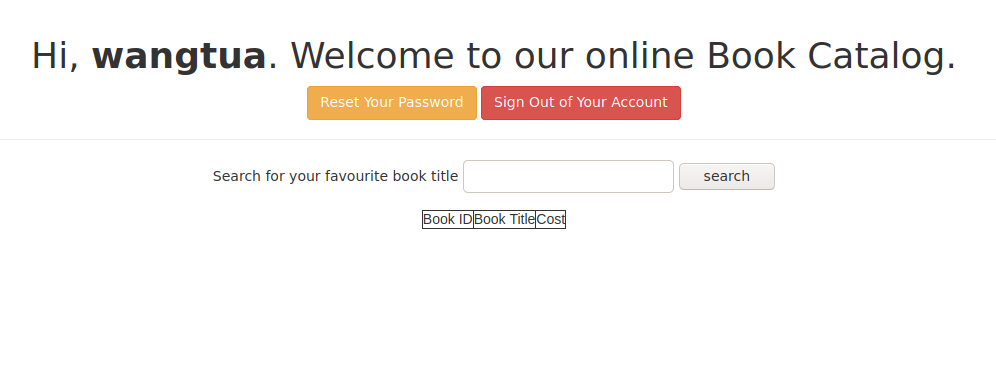 Hi, wangtua. Welcome to our online Book Catalog.
Reset Your Password Sign Out of Your Account
Search for your favourite book title search
Book ID Book Title Cost